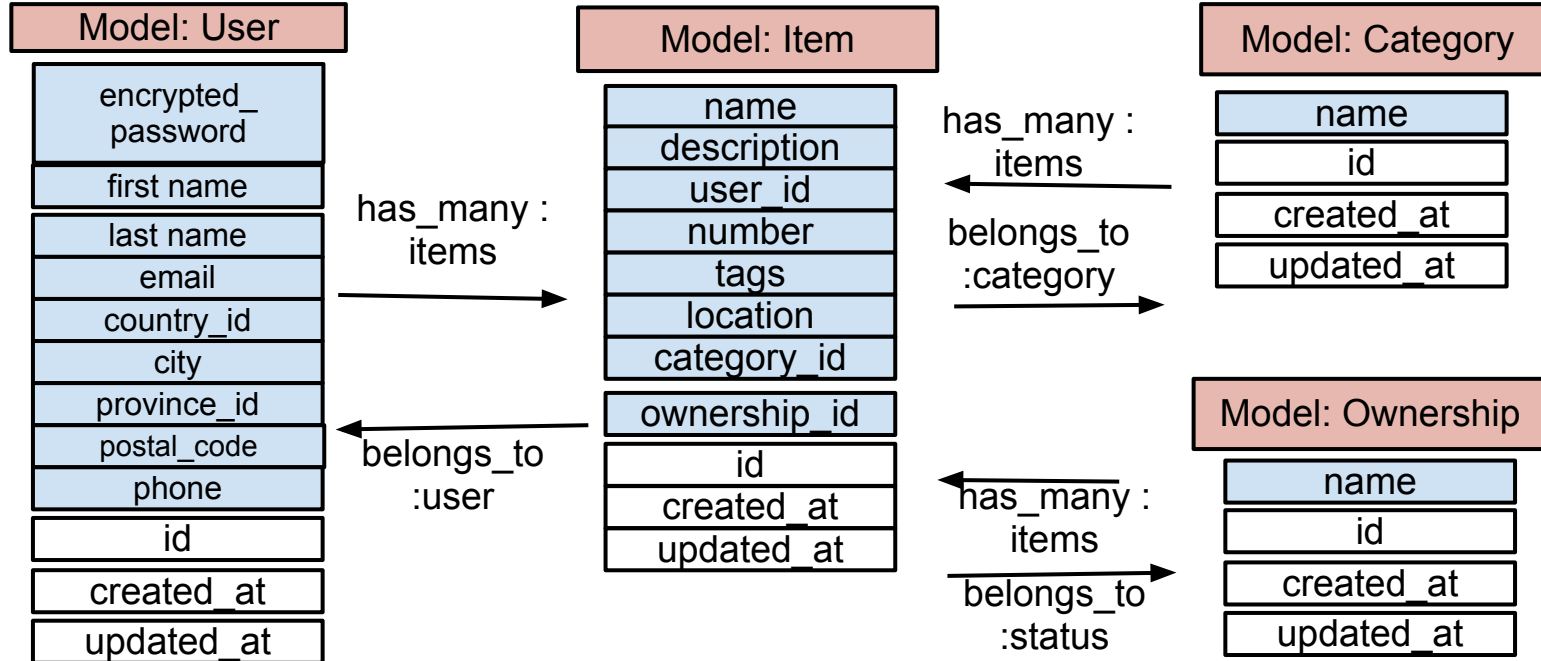 Model: User
encrypted_
password
first name
last name
email
country_id
city
province_id
postal_code
phone
id
created_at
updated_at
has_many :
items
belongs_to
:user
Model: Item
name
description
user_id
number
tags
location
category_id
ownership_id
id
created_at
updated_at
has_many :
items
belongs_to
:category
has_many :
items
belongs_to
:status
Model: Category
name
id
created_at
updated_at
Model: Ownership
name
id
created_at
updated_at